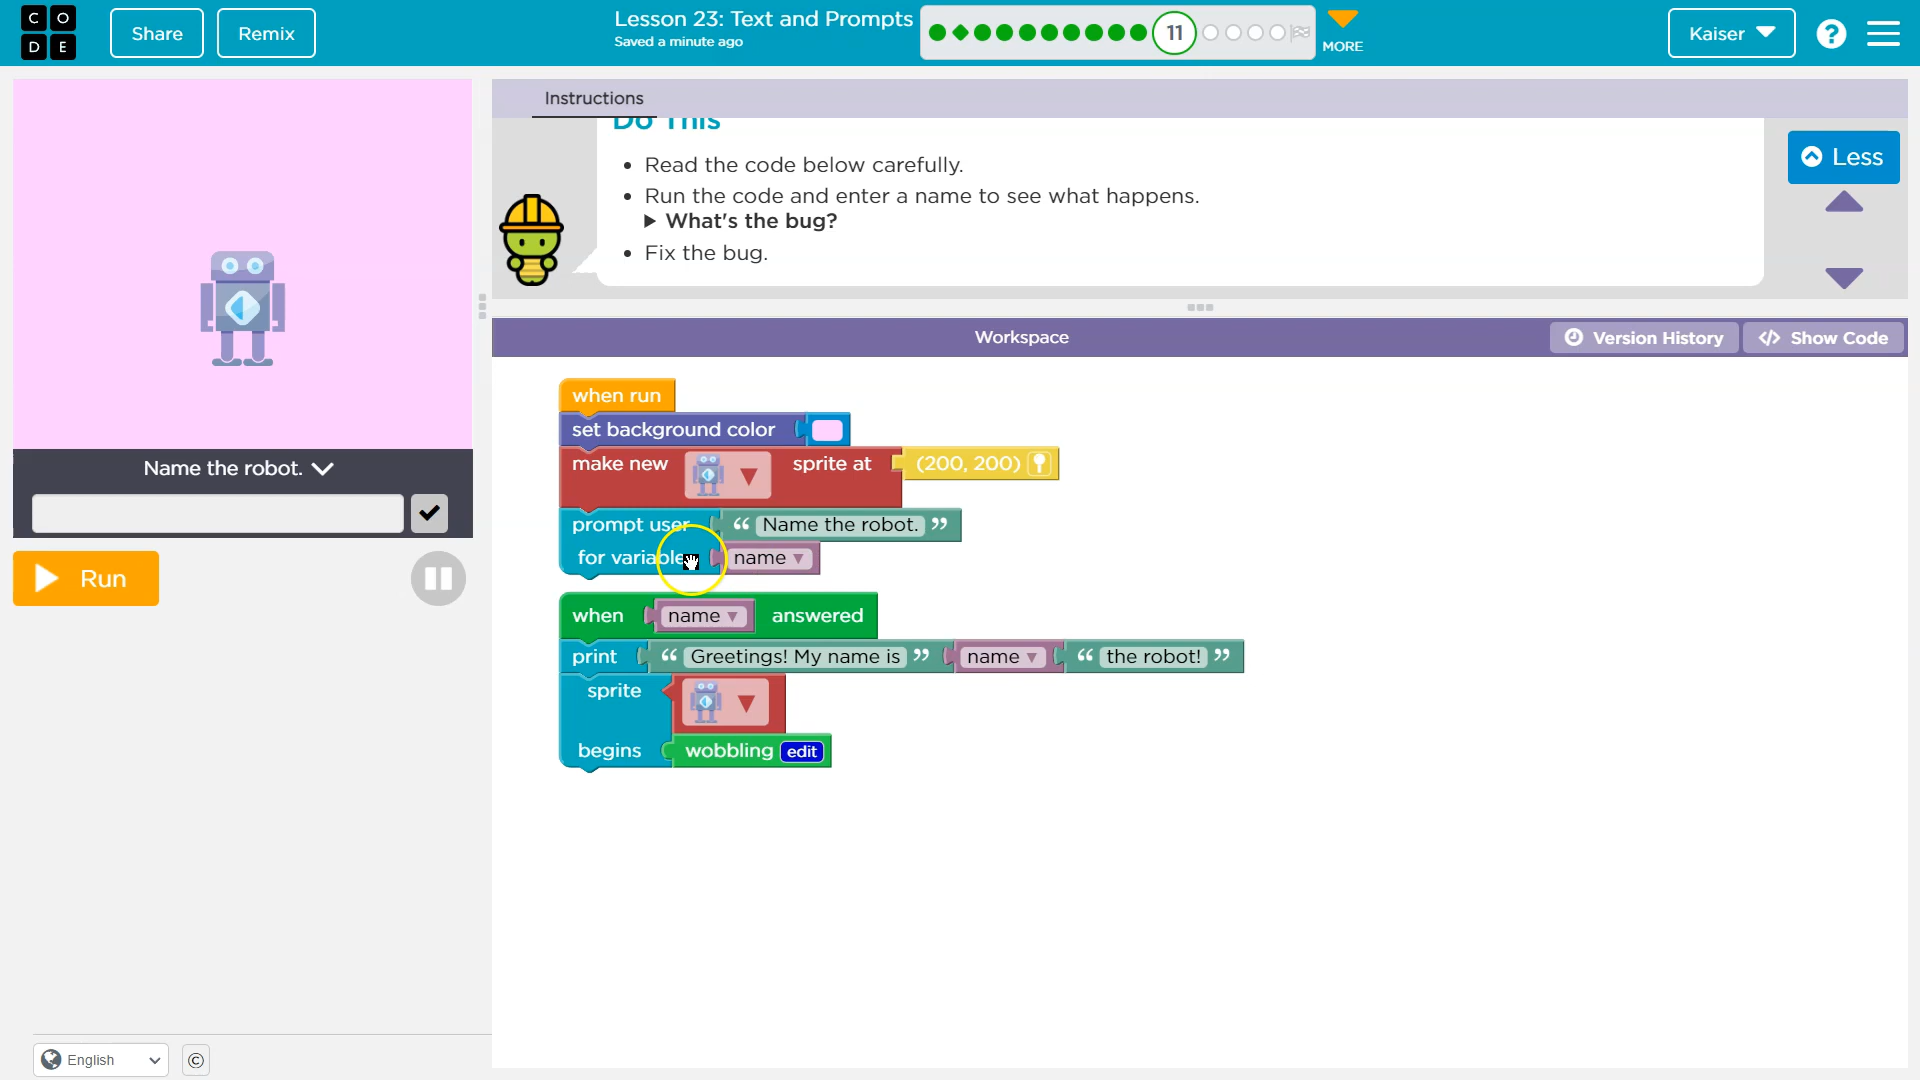 C O
D E
Share
Remix
Lesson 23: Text and Prompts
Saved a minute ago
11
MORE
Kaiser
?
Instructions
Do This
• Read the code below carefully.
• Run the code and enter a name to see what happens.
▶ What's the bug?
• Fix the bug.
Less
Workspace
Version History
</> Show Code
when run
set background color
make new sprite at (200, 200)
prompt user “ Name the robot. ”
for variable name
when name answered
print “ Greetings! My name is ” name “ the robot! ”
sprite
begins wobbling edit
Name the robot.
Run
English
©